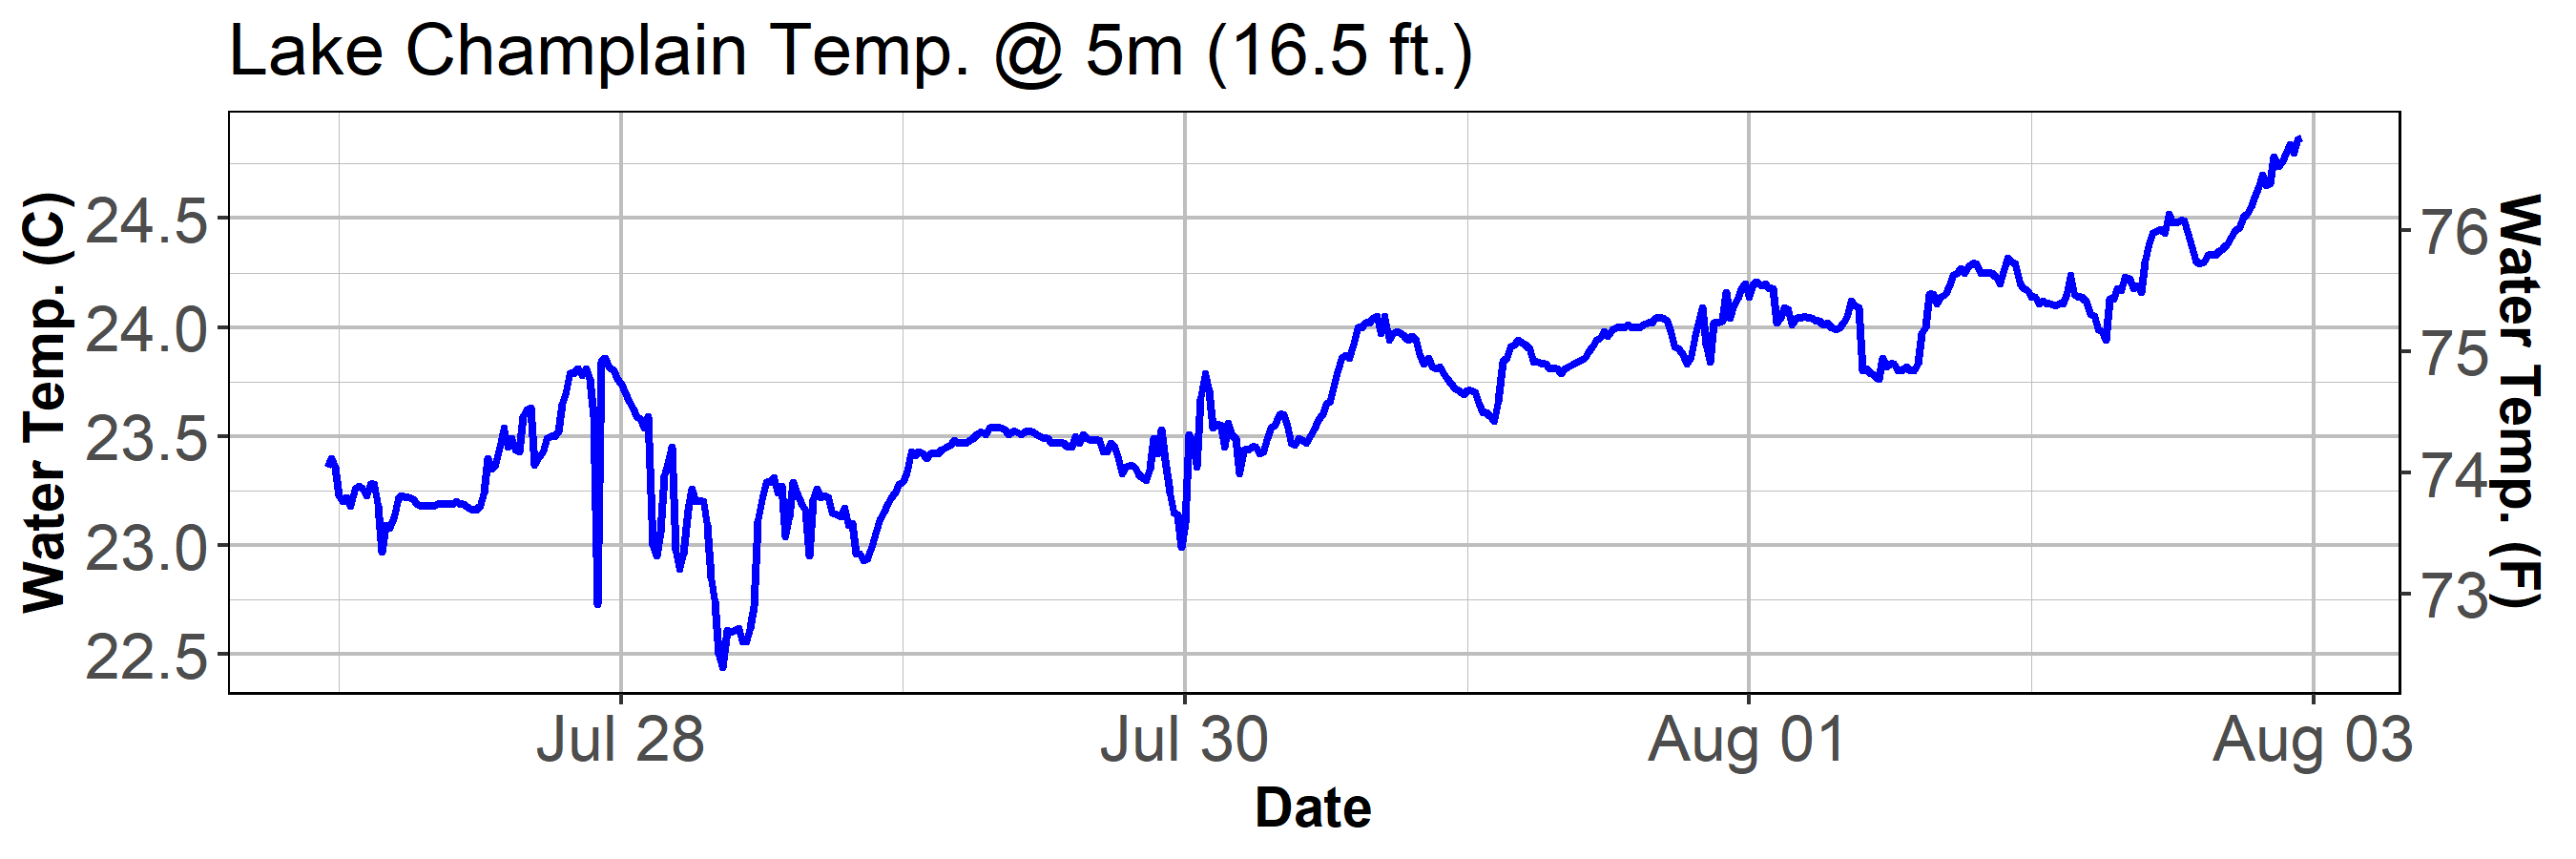 Lake Champlain Temp. @ 5m (16.5 ft.)
Water Temp. (C)
24.5
24.0
23.5
23.0
22.5
76
75
74
73
Water Temp. (F)
Jul 28
Jul 30
Aug 01
Aug 03
Date